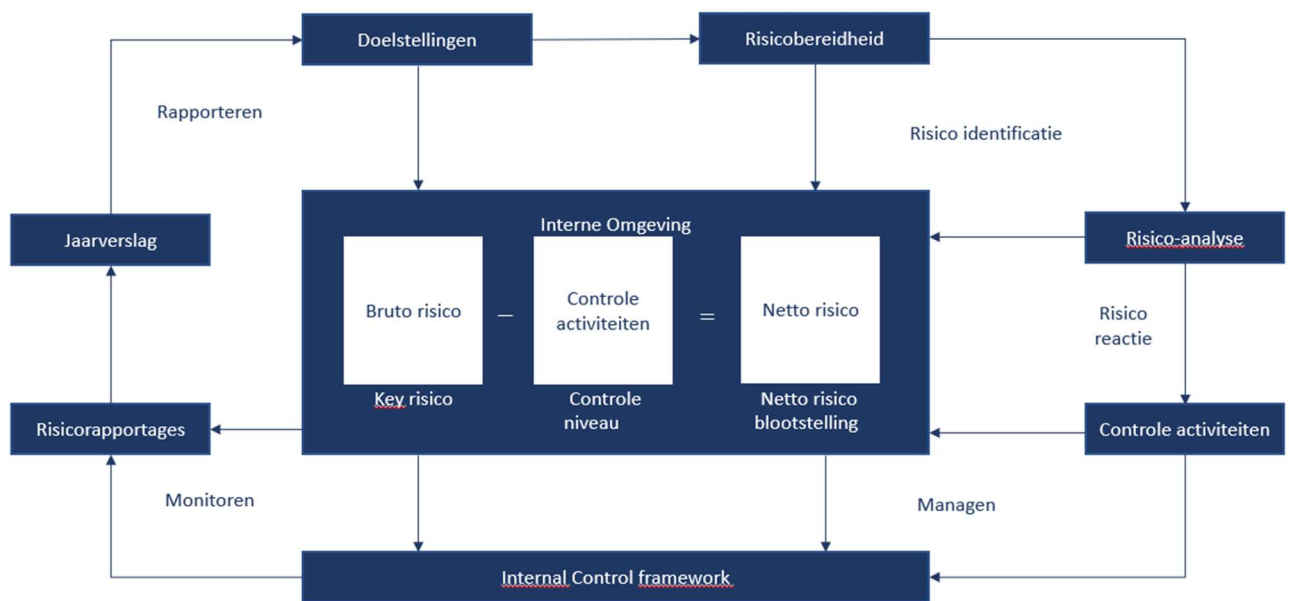 Doelstellingen
Risicobereidheid
Rapporteren
Risico identificatie
Jaarverslag
Interne Omgeving
Risico-analyse
Bruto risico
–
Controle
activiteiten
=
Netto risico
Risico
reactie
Key risico
Controle
niveau
Netto risico
blootstelling
Risicorapportages
Controle activiteiten
Monitoren
Managen
Internal Control framework